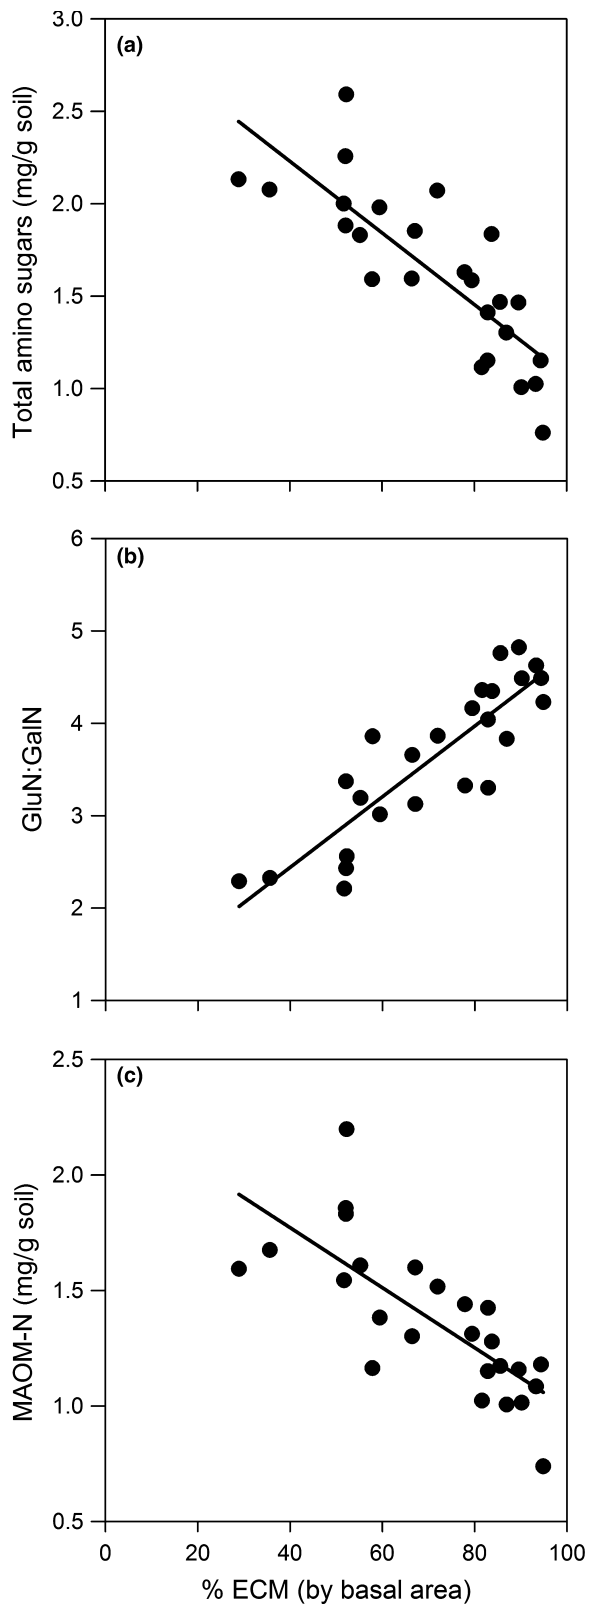 (a)
3.0
2.5
2.0
1.5
1.0
0.5
Total amino sugars (mg/g soil)
(b)
6
5
4
3
2
1
GluN:GalN
(c)
2.5
2.0
1.5
1.0
0.5
MAOM-N (mg/g soil)
0 20 40 60 80 100
% ECM (by basal area)